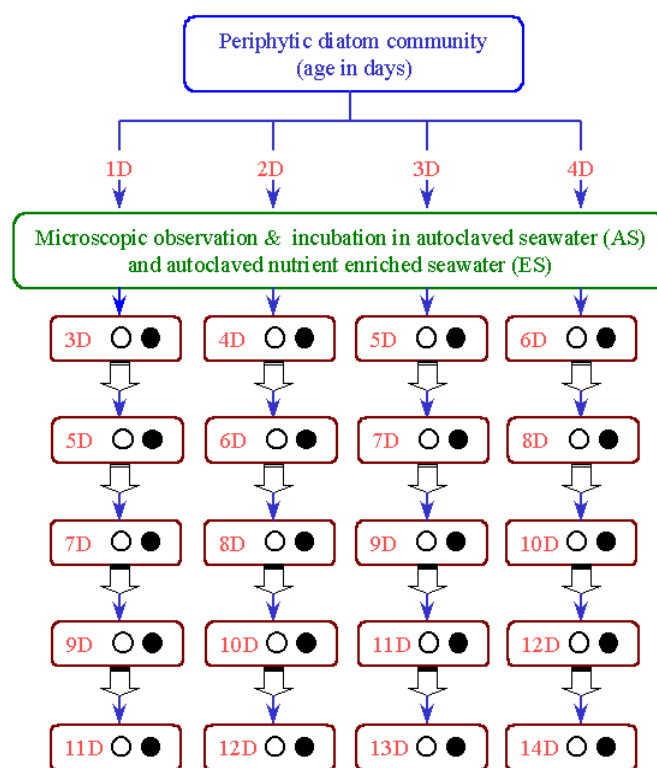 Periphytic diatom community
(age in days)
1D 2D 3D 4D
Microscopic observation & incubation in autoclaved seawater (AS)
and autoclaved nutrient enriched seawater (ES)
3D 4D 5D 6D
5D 6D 7D 8D
7D 8D 9D 10D
9D 10D 11D 12D
11D 12D 13D 14D